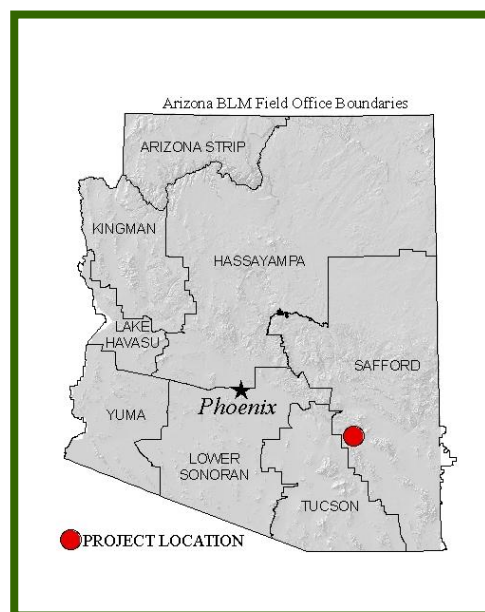 Arizona BLM Field Office Boundaries
ARIZONA STRIP
KINGMAN
HASSAYAMPA
LAKE
HAVASU
SAFFORD
YUMA
Phoenix
LOWER
SONORAN
TUCSON
PROJECT LOCATION